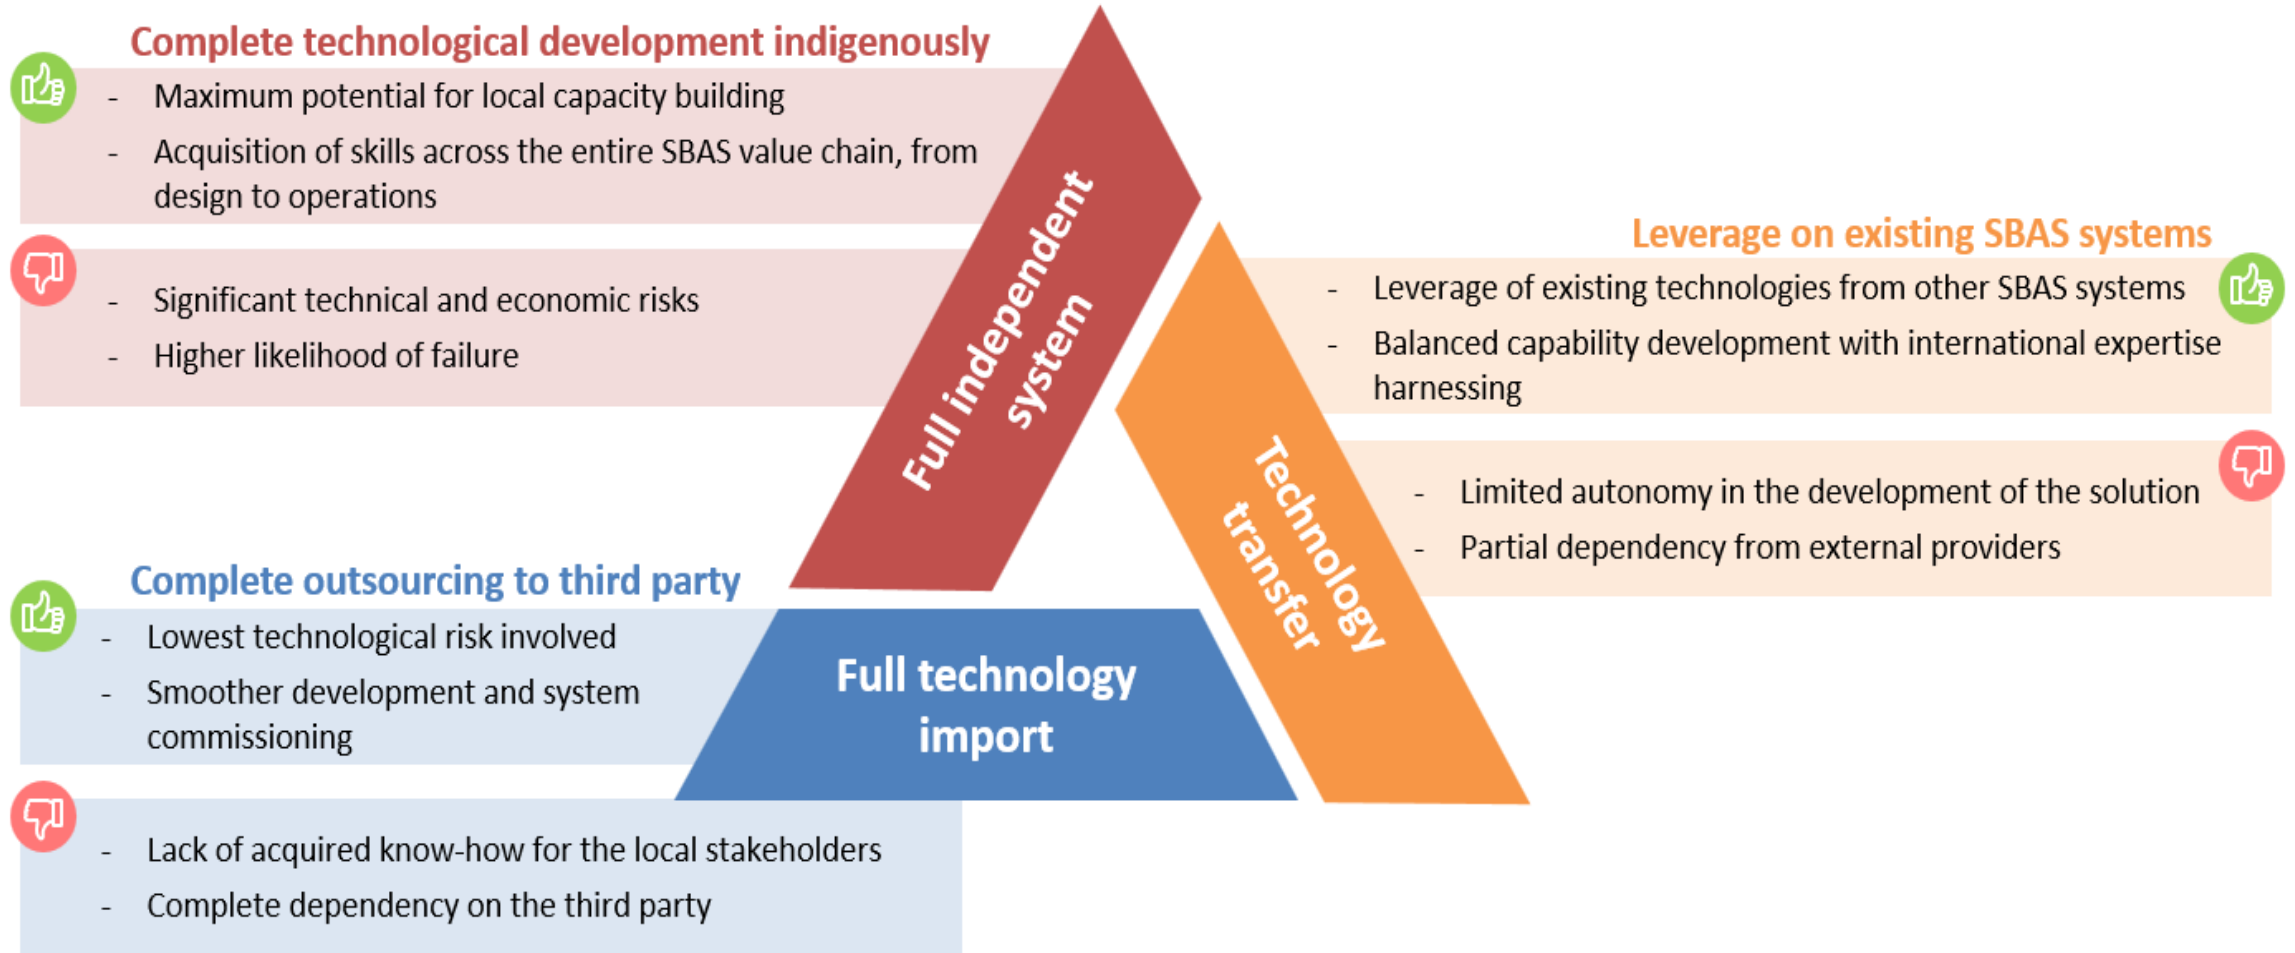 Complete technological development indigenously
- Maximum potential for local capacity building
- Acquisition of skills across the entire SBAS value chain, from
design to operations
- Significant technical and economic risks
- Higher likelihood of failure
Full independent
system
Leverage on existing SBAS systems
- Leverage of existing technologies from other SBAS systems
- Balanced capability development with international expertise
harnessing
- Limited autonomy in the development of the solution
- Partial dependency from external providers
Technology
transfer
Complete outsourcing to third party
- Lowest technological risk involved
- Smoother development and system
commissioning
- Lack of acquired know-how for the local stakeholders
- Complete dependency on the third party
Full technology
import